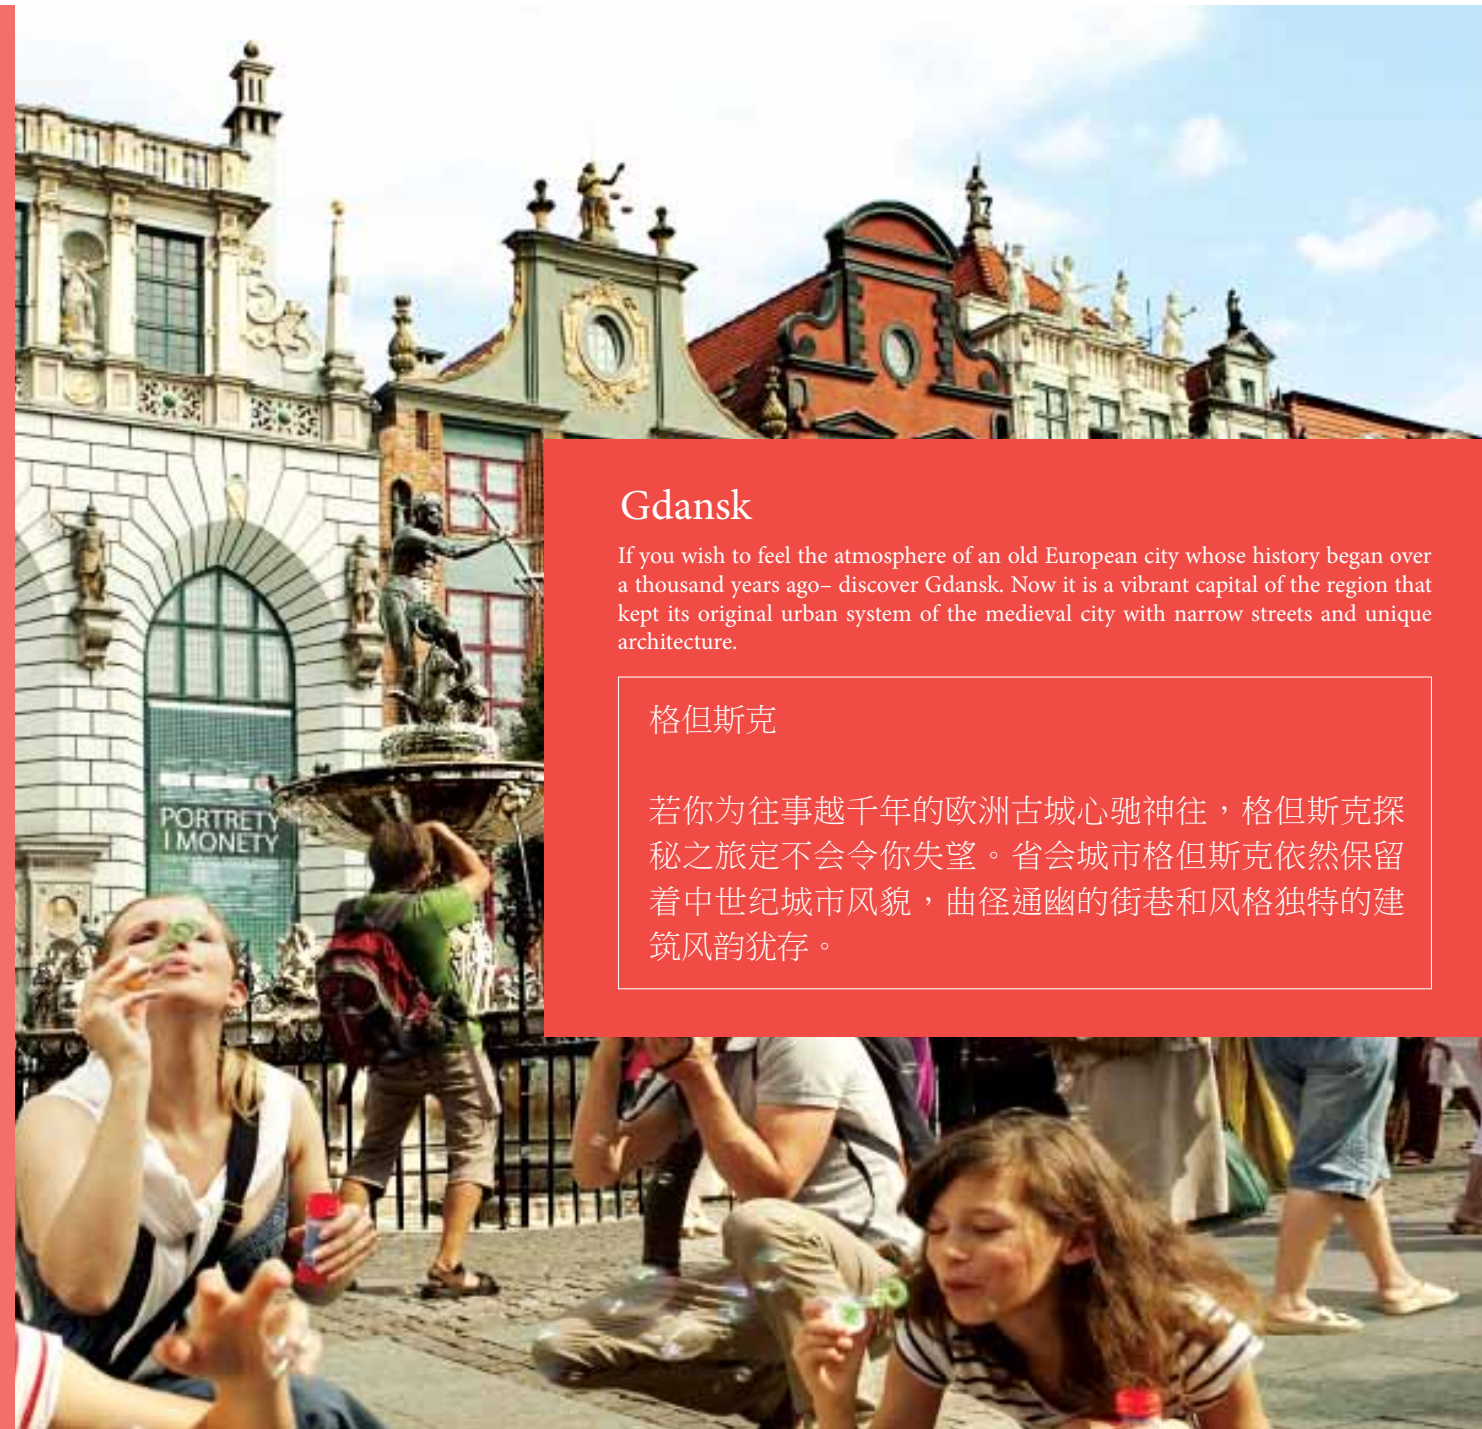 Gdansk
If you wish to feel the atmosphere of an old European city whose history began over
a thousand years ago– discover Gdansk. Now it is a vibrant capital of the region that
kept its original urban system of the medieval city with narrow streets and unique
architecture.
格但斯克
若你为往事越千年的欧洲古城心驰神往，格但斯克探
秘之旅定不会令你失望。省会城市格但斯克依然保留
着中世纪城市风貌，曲径通幽的街巷和风格独特的建
筑风韵犹存。
PORTRETY
I MONETY